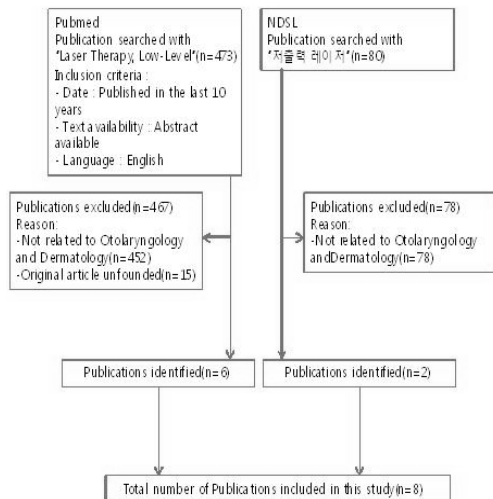 Pubmed
Publication searched with
"Laser Therapy, Low-Level"(n=473)
Inclusion criteria :
- Date : Published in the last 10
years
- Text availability : Abstract
available
- Language : English
NDSL
Publication searched with
"저출력 레이저"(n=80)
Publications excluded(n=467)
Reason:
-Not related to Otolaryngology
and Dermatology(n=452)
-Original article unfounded(n=15)
Publications excluded(n=78)
Reason:
-Not related to Otolaryngology
andDermatology(n=78)
Publications identified(n=6)
Publications identified(n=2)
Total number of Publications included in this study(n=8)